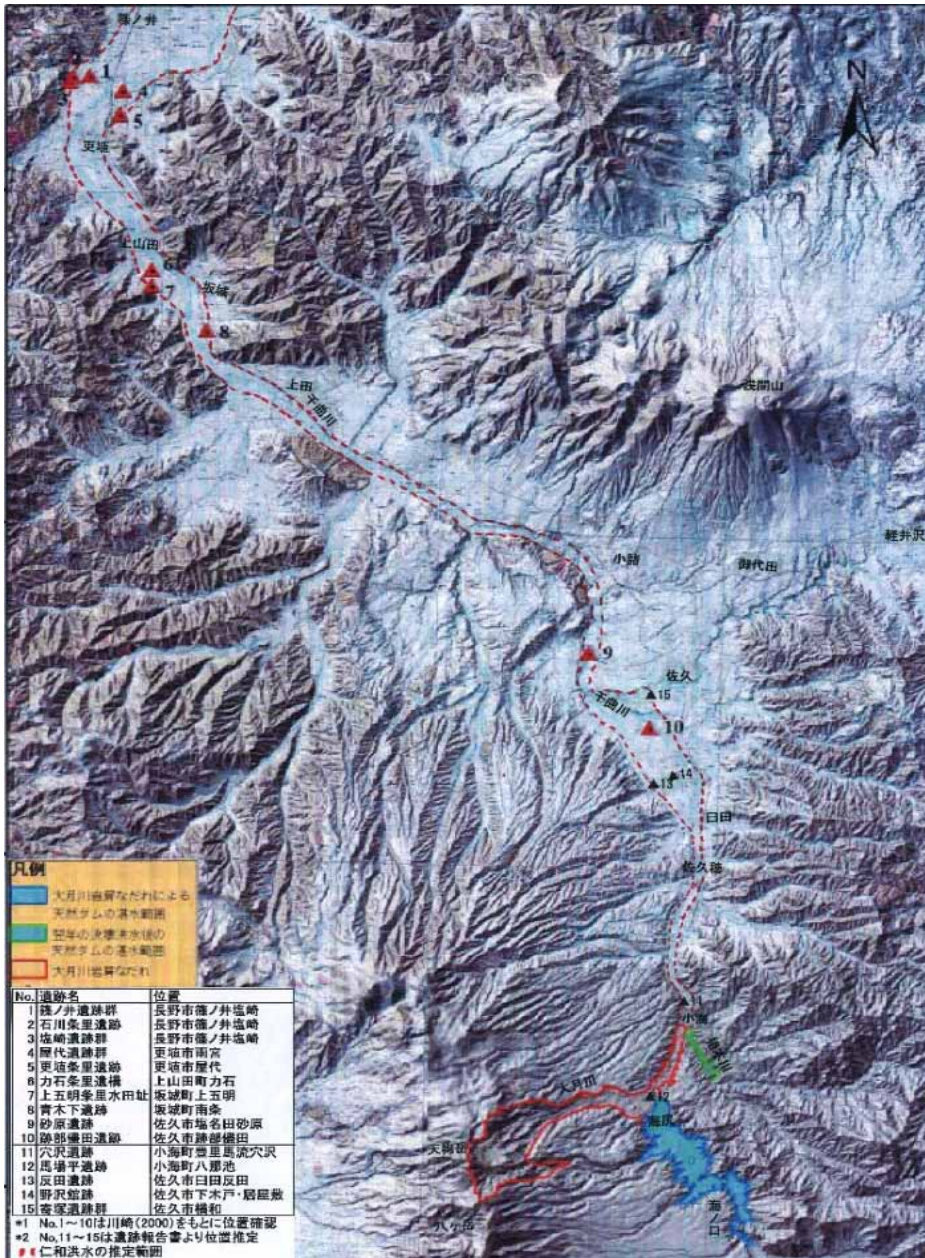 篠ノ井
N
1
2
3
4
5
更埴
上山田
6
7
坂城
8
上田
千曲川
浅間山
軽井沢
小諸
御代田
9
佐久
15
千曲川
10
14
13
臼田
佐久穂
11
小海
大月川
12
海尻
天狗岳
八ヶ岳
海ノ口
凡例
大月川岩屑なだれによる
天然ダムの湛水範囲
翌年の決壊洪水後の
天然ダムの湛水範囲
大月川岩屑なだれ
No. 遺跡名 位置
1 篠ノ井遺跡群 長野市篠ノ井塩崎
2 石川条里遺跡 長野市篠ノ井塩崎
3 塩崎遺跡群 長野市篠ノ井塩崎
4 屋代遺跡群 更埴市雨宮
5 更埴条里遺跡 更埴市屋代
6 力石条里遺構 上山田町力石
7 上五明条里水田址 坂城町上五明
8 青木下遺跡 坂城町南条
9 砂原遺跡 佐久市塩名田砂原
10 跡部儘田遺跡 佐久市跡部儘田
11 穴沢遺跡 小海町豊里馬流穴沢
12 馬場平遺跡 小海町八那池
13 反田遺跡 佐久市臼田反田
14 野沢館跡 佐久市下木戸・居屋敷
15 寄塚遺跡群 佐久市横和
*1 No.1～10は川崎(2000)をもとに位置確認
*2 No.11～15は遺跡報告書より位置推定
仁和洪水の推定範囲